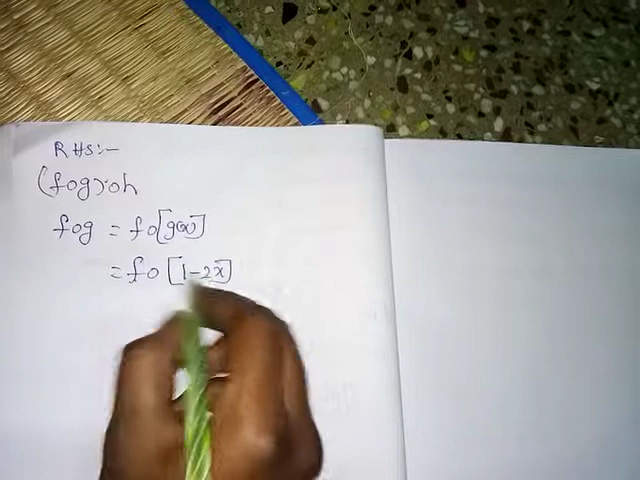 RHS:-
(fog)oh
fog = fo[g(x)]
= fo [1-2x]